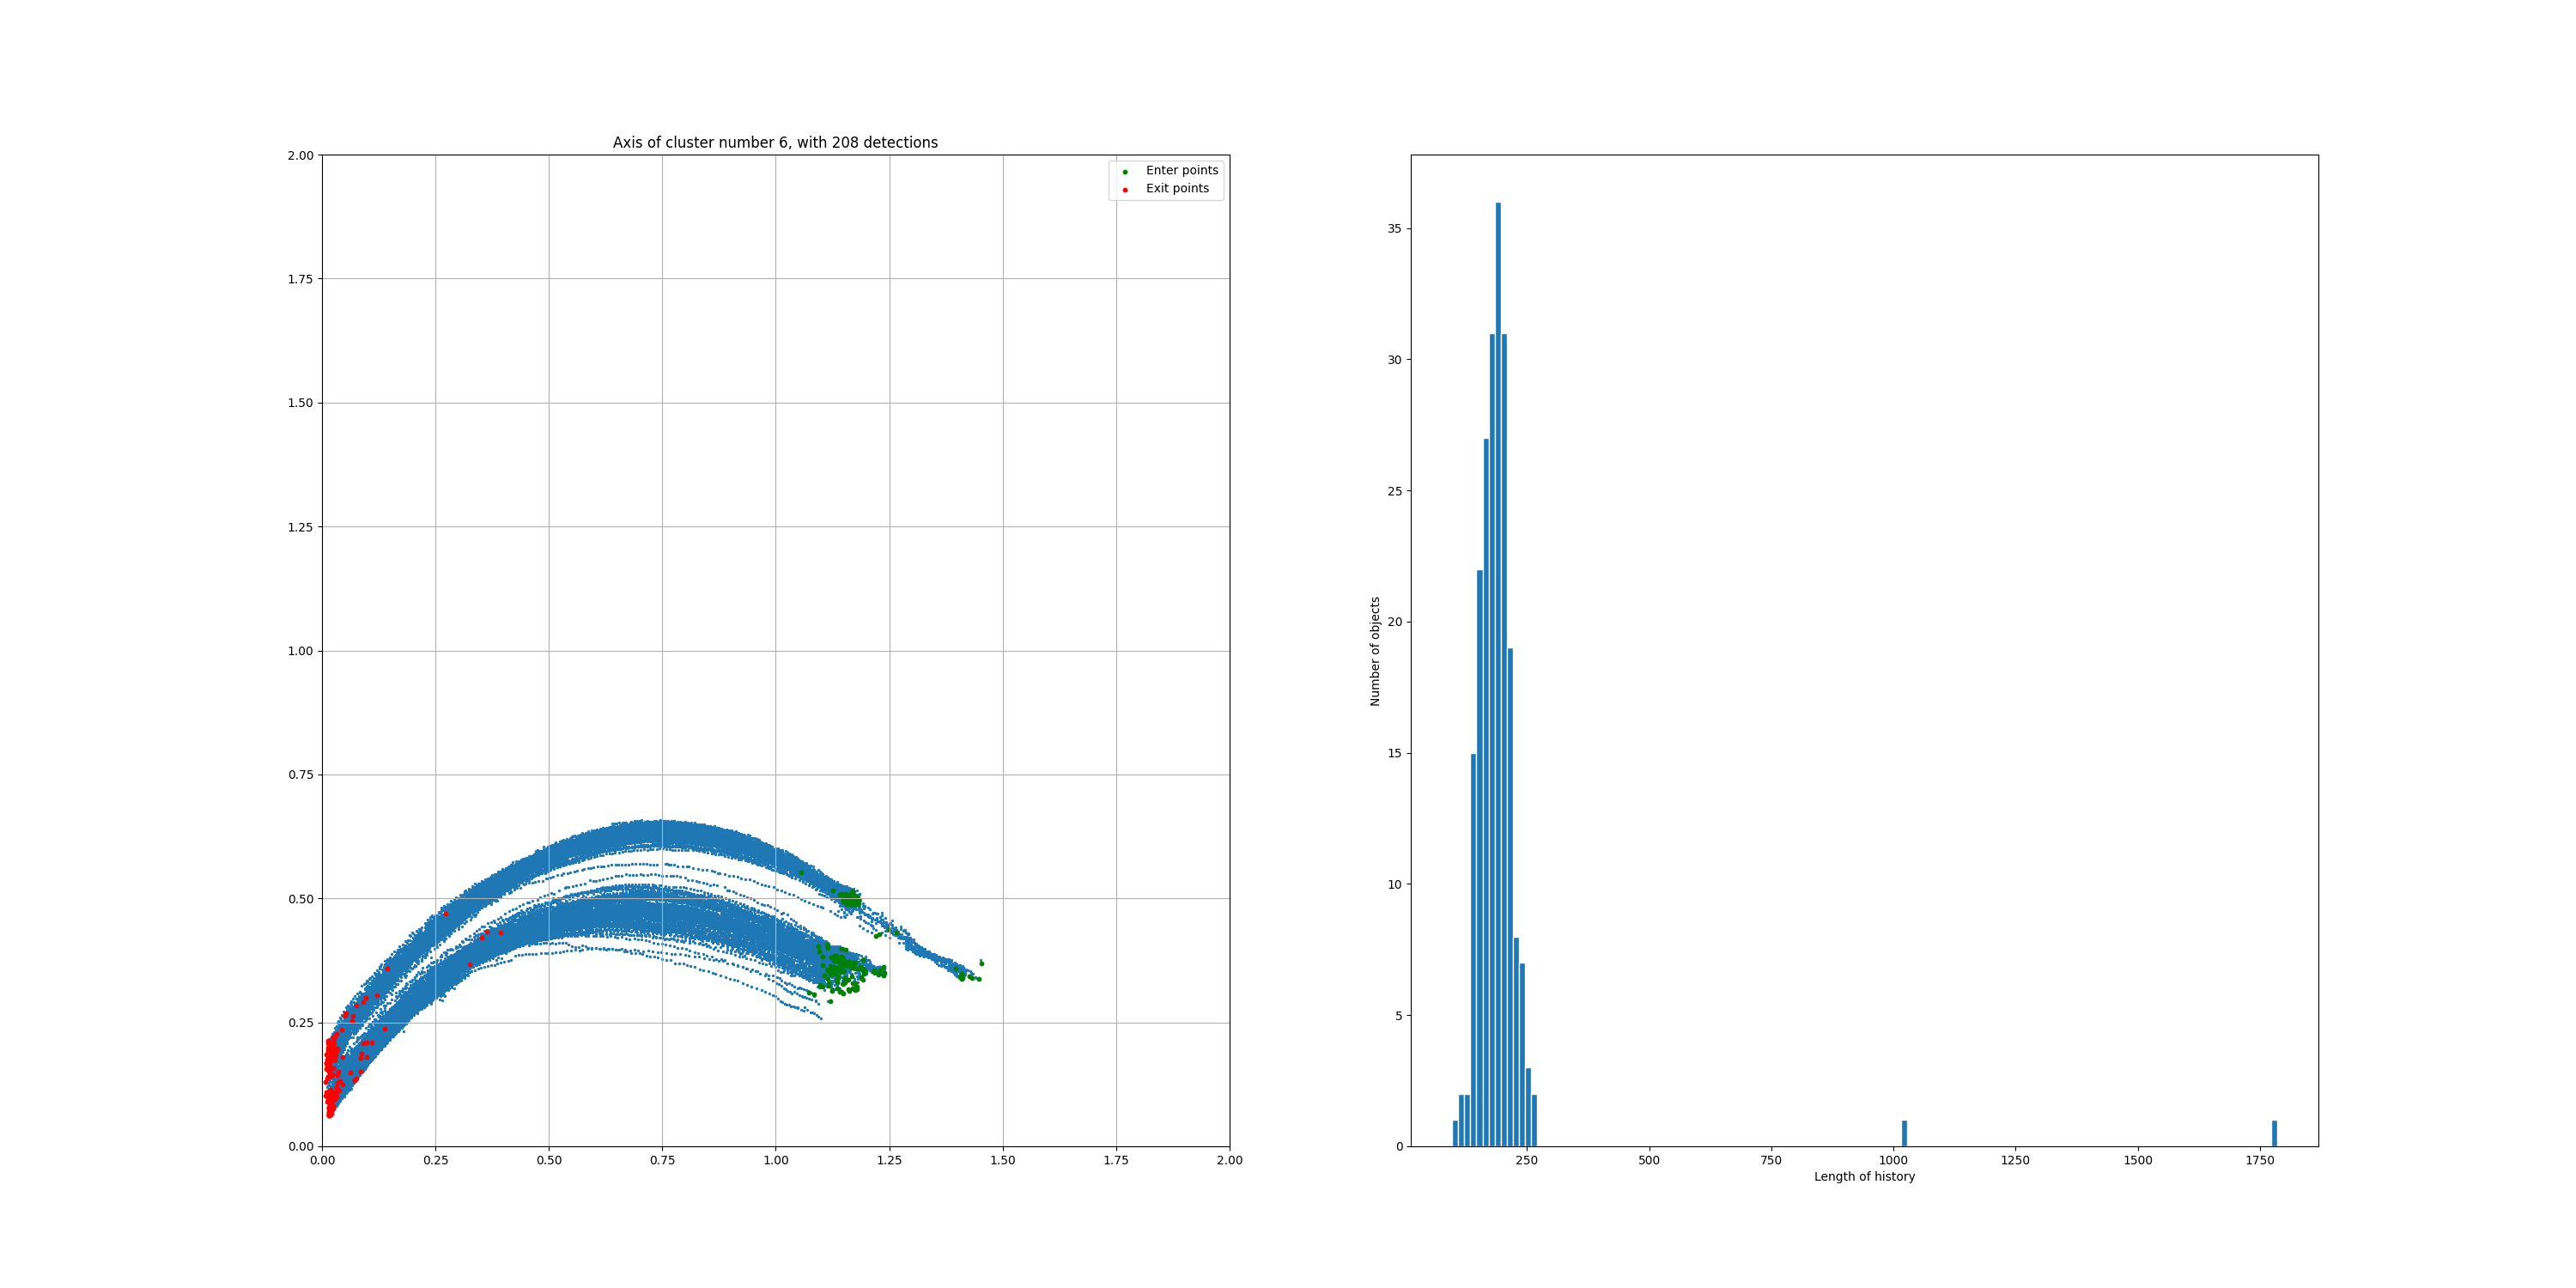 Axis of cluster number 6, with 208 detections
Enter points
Exit points
2.00
1.75
1.50
1.25
1.00
0.75
0.50
0.25
0.00
0.00 0.25 0.50 0.75 1.00 1.25 1.50 1.75 2.00
Number of objects
35
30
25
20
15
10
5
0
250 500 750 1000 1250 1500 1750
Length of history